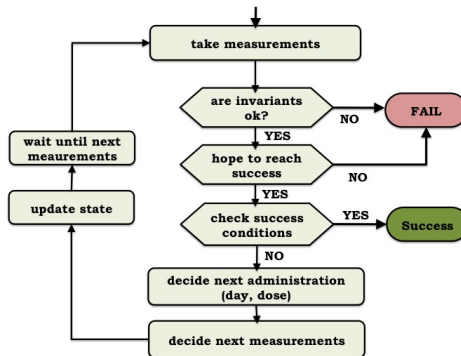 take measurements
are invariants
ok?
NO
FAIL
YES
wait until next
meaurements
hope to reach
success
NO
YES
update state
check success
conditions
YES
Success
NO
decide next administration
(day, dose)
decide next measurements